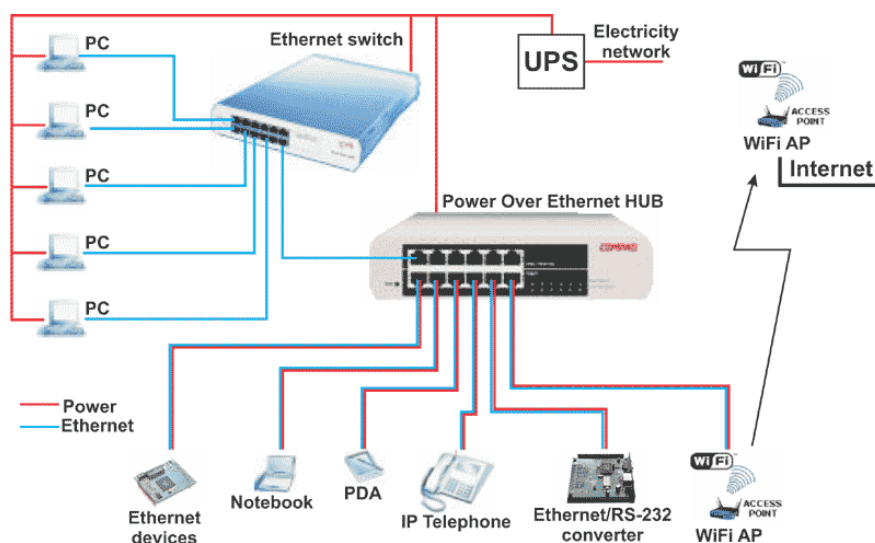 PC
Ethernet switch
UPS
Electricity
network
WiFi
ACCESS
POINT
WiFi AP
Internet
PC
PC
PC
PC
Power Over Ethernet HUB
COMPAQ
Power
Ethernet
Ethernet
devices
Notebook
PDA
IP Telephone
Ethernet/RS-232
converter
WiFi
ACCESS
POINT
WiFi AP